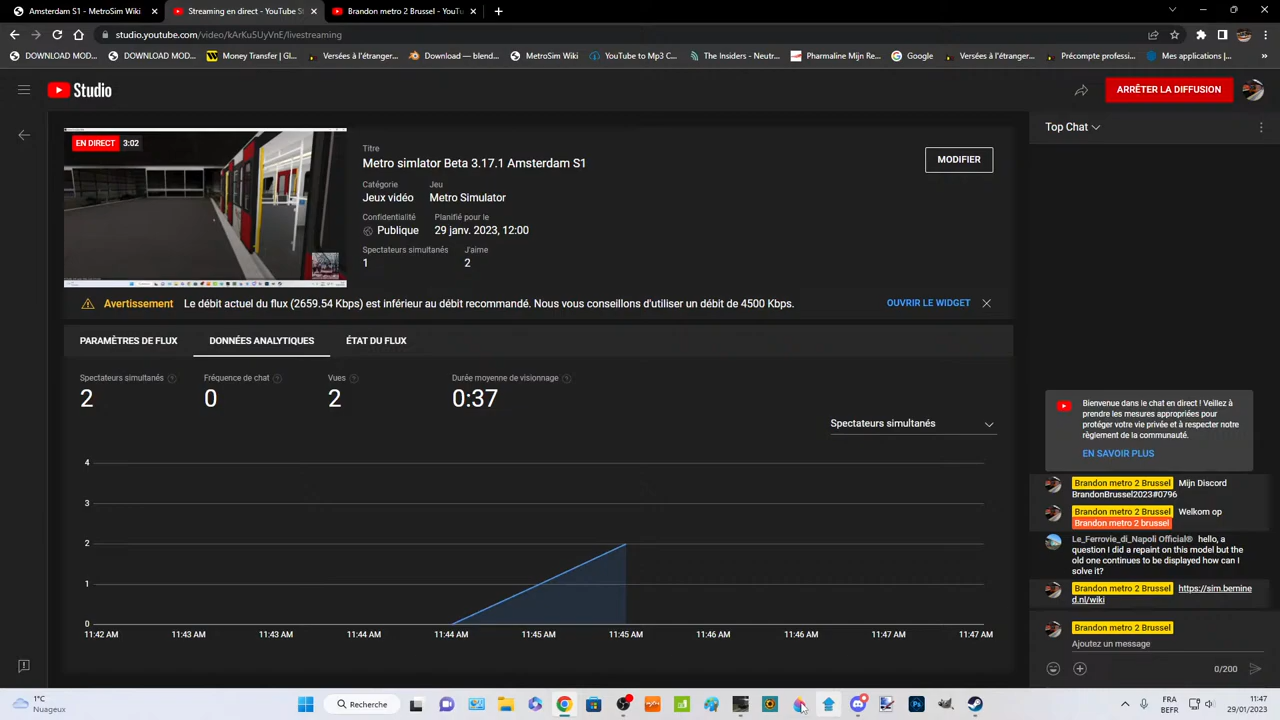 Amsterdam S1 - MetroSim Wiki
Streaming en direct - YouTube St
Brandon metro 2 Brussel - YouTu
studio.youtube.com/video/kArKu5UyVnE/livestreaming
DOWNLOAD MOD...
DOWNLOAD MOD...
Money Transfer | Gl...
Versées à l'étranger...
Download — blend...
MetroSim Wiki
YouTube to Mp3 C...
The Insiders - Neutr...
Pharmaline Mijn Re...
Google
Versées à l'étranger...
Précompte professi...
Mes applications |...
Studio
ARRÊTER LA DIFFUSION
EN DIRECT 3:02
Titre
Metro simlator Beta 3.17.1 Amsterdam S1
MODIFIER
Catégorie Jeu
Jeux vidéo Metro Simulator
Confidentialité Planifié pour le
Publique 29 janv. 2023, 12:00
Spectateurs simultanés J'aime
1 2
Avertissement Le débit actuel du flux (2659.54 Kbps) est inférieur au débit recommandé. Nous vous conseillons d'utiliser un débit de 4500 Kbps. OUVRIR LE WIDGET
PARAMÈTRES DE FLUX DONNÉES ANALYTIQUES ÉTAT DU FLUX
Spectateurs simultanés Fréquence de chat Vues Durée moyenne de visionnage
2 0 2 0:37
Spectateurs simultanés
4
3
2
1
0
11:42 AM 11:43 AM 11:43 AM 11:44 AM 11:45 AM 11:45 AM 11:46 AM 11:46 AM 11:47 AM 11:47 AM
Top Chat
Bienvenue dans le chat en direct ! Veillez à
prendre les mesures appropriées pour
protéger votre vie privée et à respecter notre
règlement de la communauté.
EN SAVOIR PLUS
Brandon metro 2 Brussel Mijn Discord
BrandonBrussel2023#0796
Brandon metro 2 Brussel Welkom op
Brandon metro 2 brussel
Le_Ferrovie_di_Napoli Official® hello, a
question I did a repaint on this model but the
old one continues to be displayed how can I
solve it?
Brandon metro 2 Brussel https://sim.bemine
d.nl/wiki
Brandon metro 2 Brussel
Ajoutez un message
0/200
1°C
Nuageux
Recherche
FRA
BEFR
11:47
29/01/2023